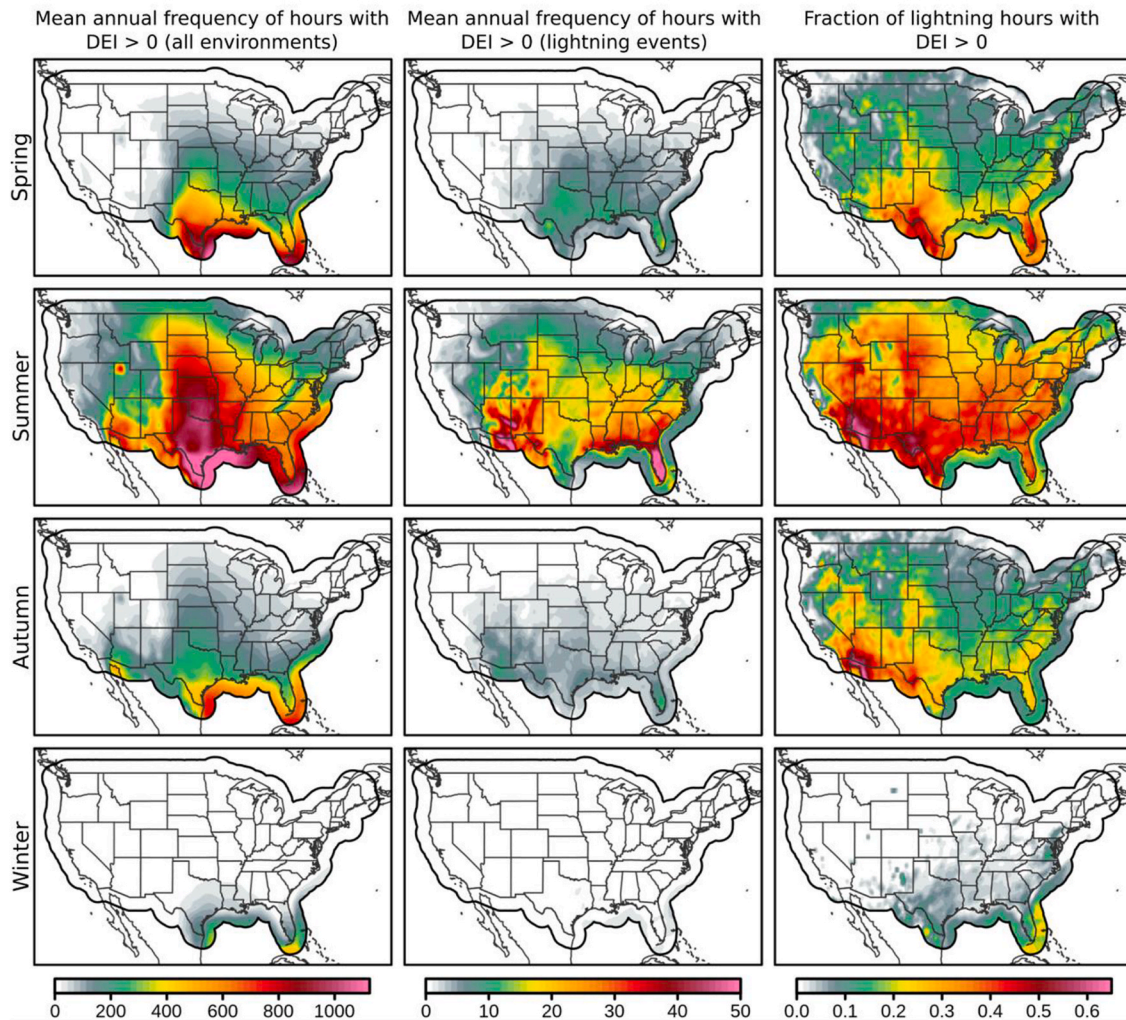 Mean annual frequency of hours with
DEI > 0 (all environments)
Mean annual frequency of hours with
DEI > 0 (lightning events)
Fraction of lightning hours with
DEI > 0
Spring
Summer
Autumn
Winter
0 200 400 600 800 1000
0 10 20 30 40 50
0.0 0.1 0.2 0.3 0.4 0.5 0.6